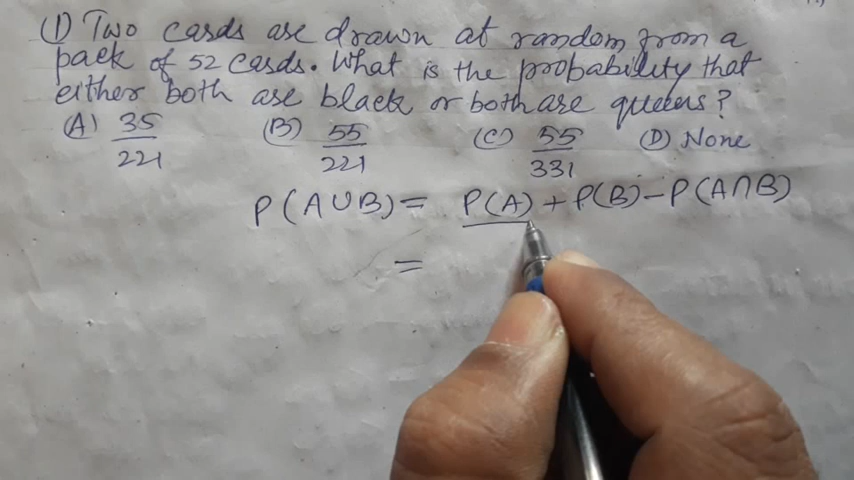 (1) Two cards are drawn at random from a
pack of 52 cards. What is the probability that
either both are black or both are queens?
(A) 35/221 (B) 55/221 (C) 55/331 (D) None
P(A∪B) = P(A) + P(B) - P(A∩B)
=